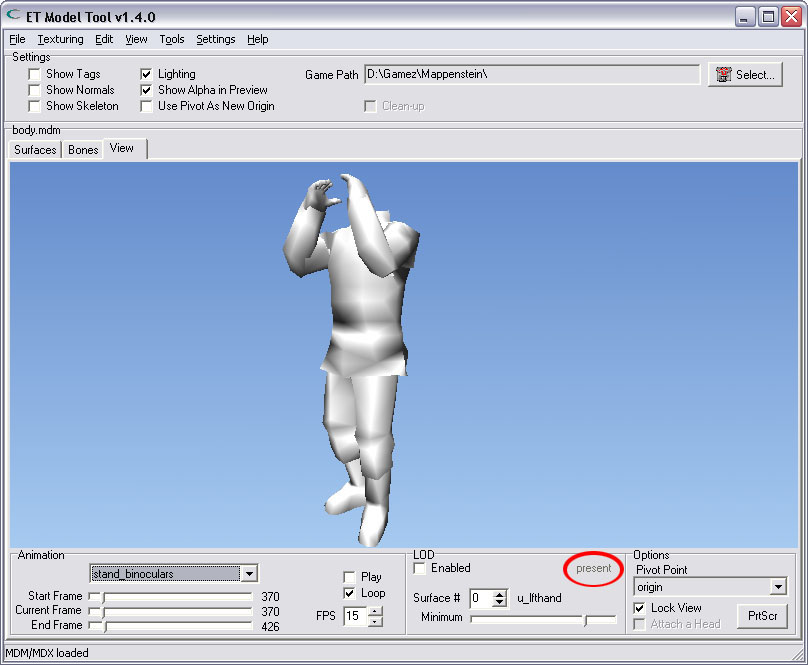 ET Model Tool v1.4.0
File Texturing Edit View Tools Settings Help
Settings
Show Tags Lighting Game Path D:\Gamez\Mappenstein\ Select...
Show Normals Show Alpha in Preview
Show Skeleton Use Pivot As New Origin Clean-up
body.mdm
Surfaces Bones View
Animation LOD Options
stand_binoculars Enabled present Pivot Point
Play origin
Start Frame 370 Loop Surface # 0 u_lfthand Lock View
Current Frame 370 FPS 15 Minimum PrtScr
End Frame 426 Attach a Head
MDM/MDX loaded